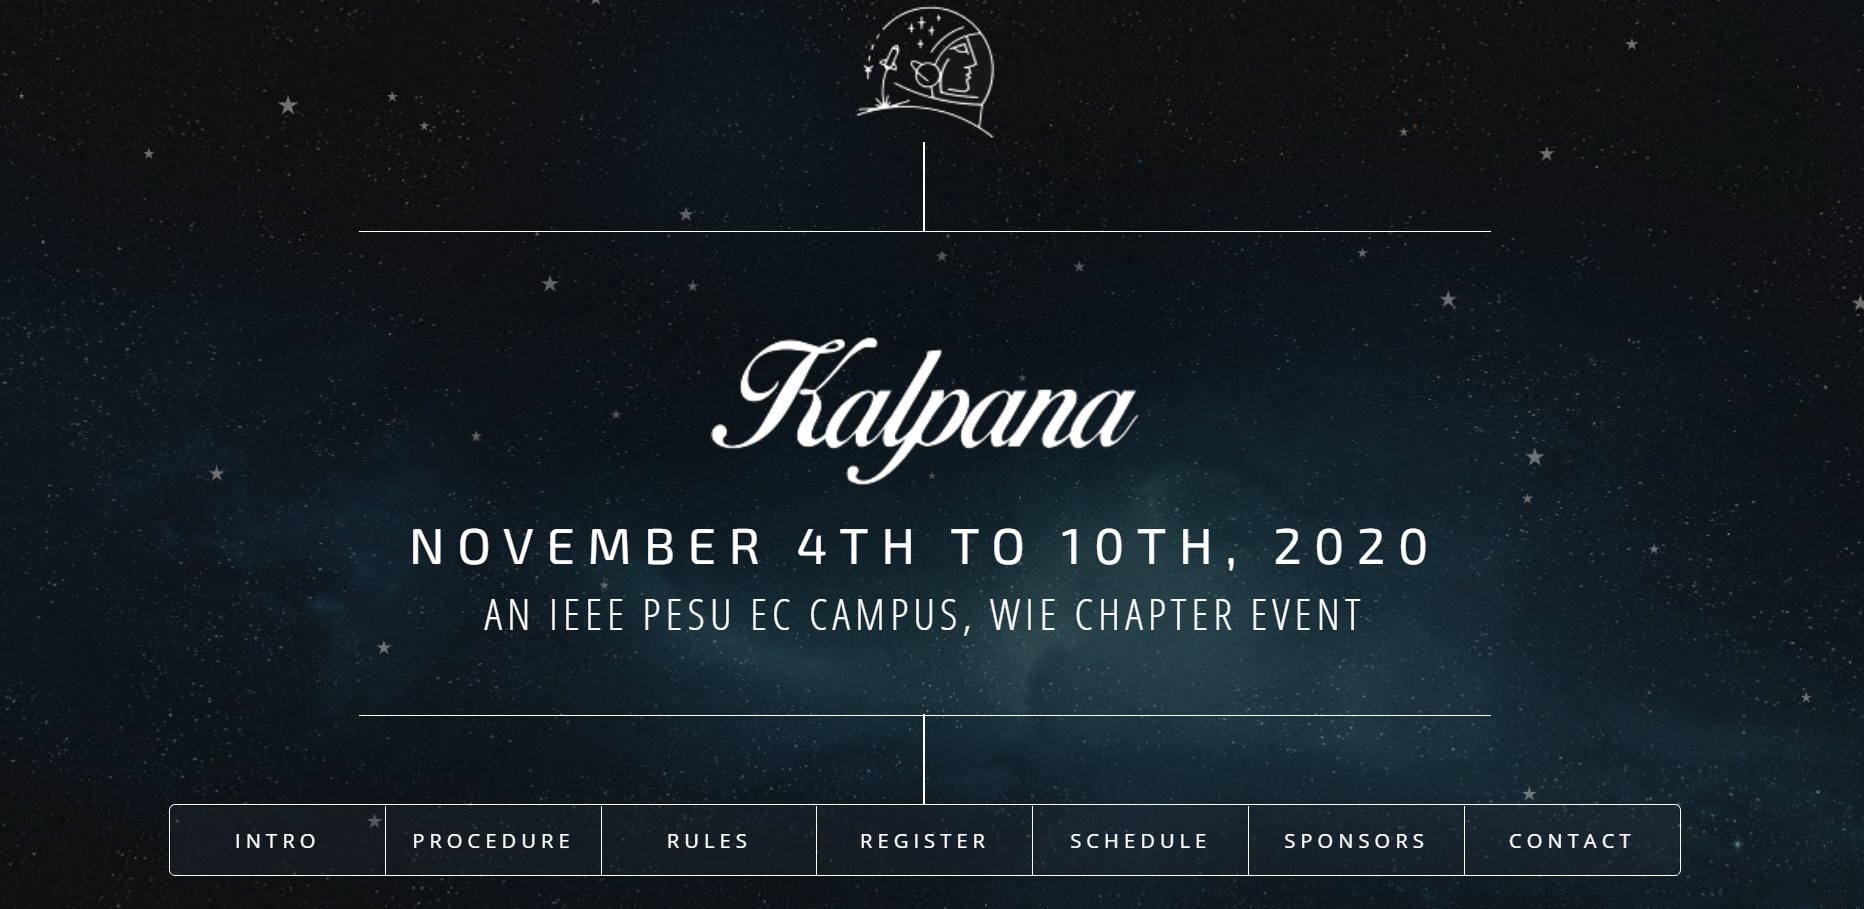 Kalpana
NOVEMBER 4TH TO 10TH, 2020
AN IEEE PESU EC CAMPUS, WIE CHAPTER EVENT
INTRO PROCEDURE RULES REGISTER SCHEDULE SPONSORS CONTACT